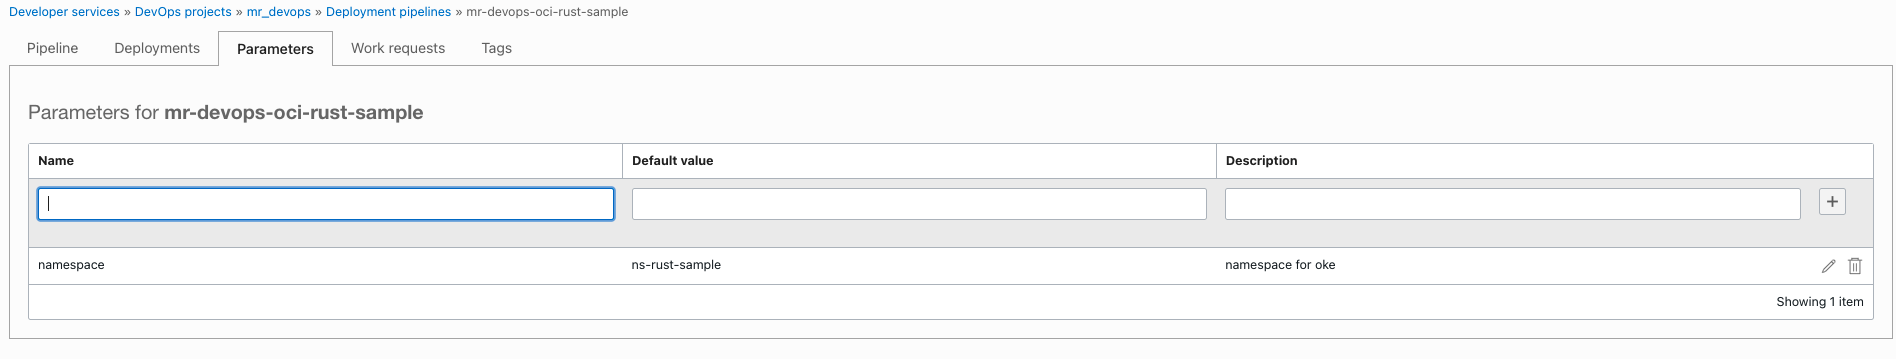 Developer services » DevOps projects » mr_devops » Deployment pipelines » mr-devops-oci-rust-sample
Pipeline Deployments Parameters Work requests Tags
Parameters for mr-devops-oci-rust-sample
Name Default value Description
namespace ns-rust-sample namespace for oke
Showing 1 item